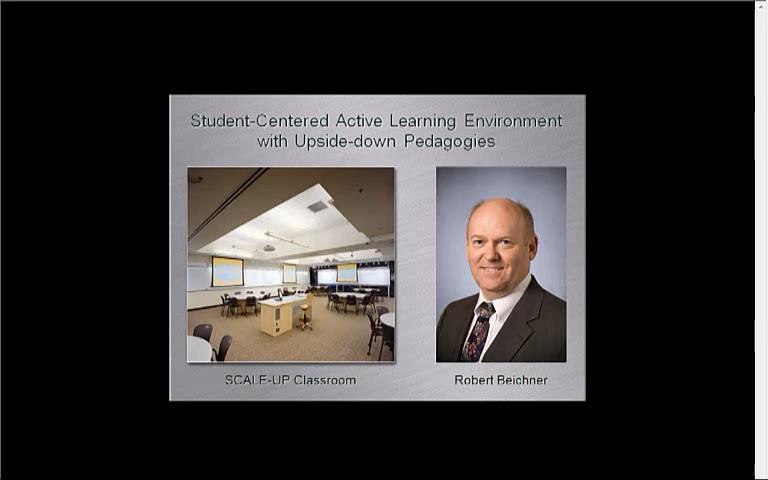 Student-Centered Active Learning Environment
with Upside-down Pedagogies
SCALE-UP Classroom
Robert Beichner